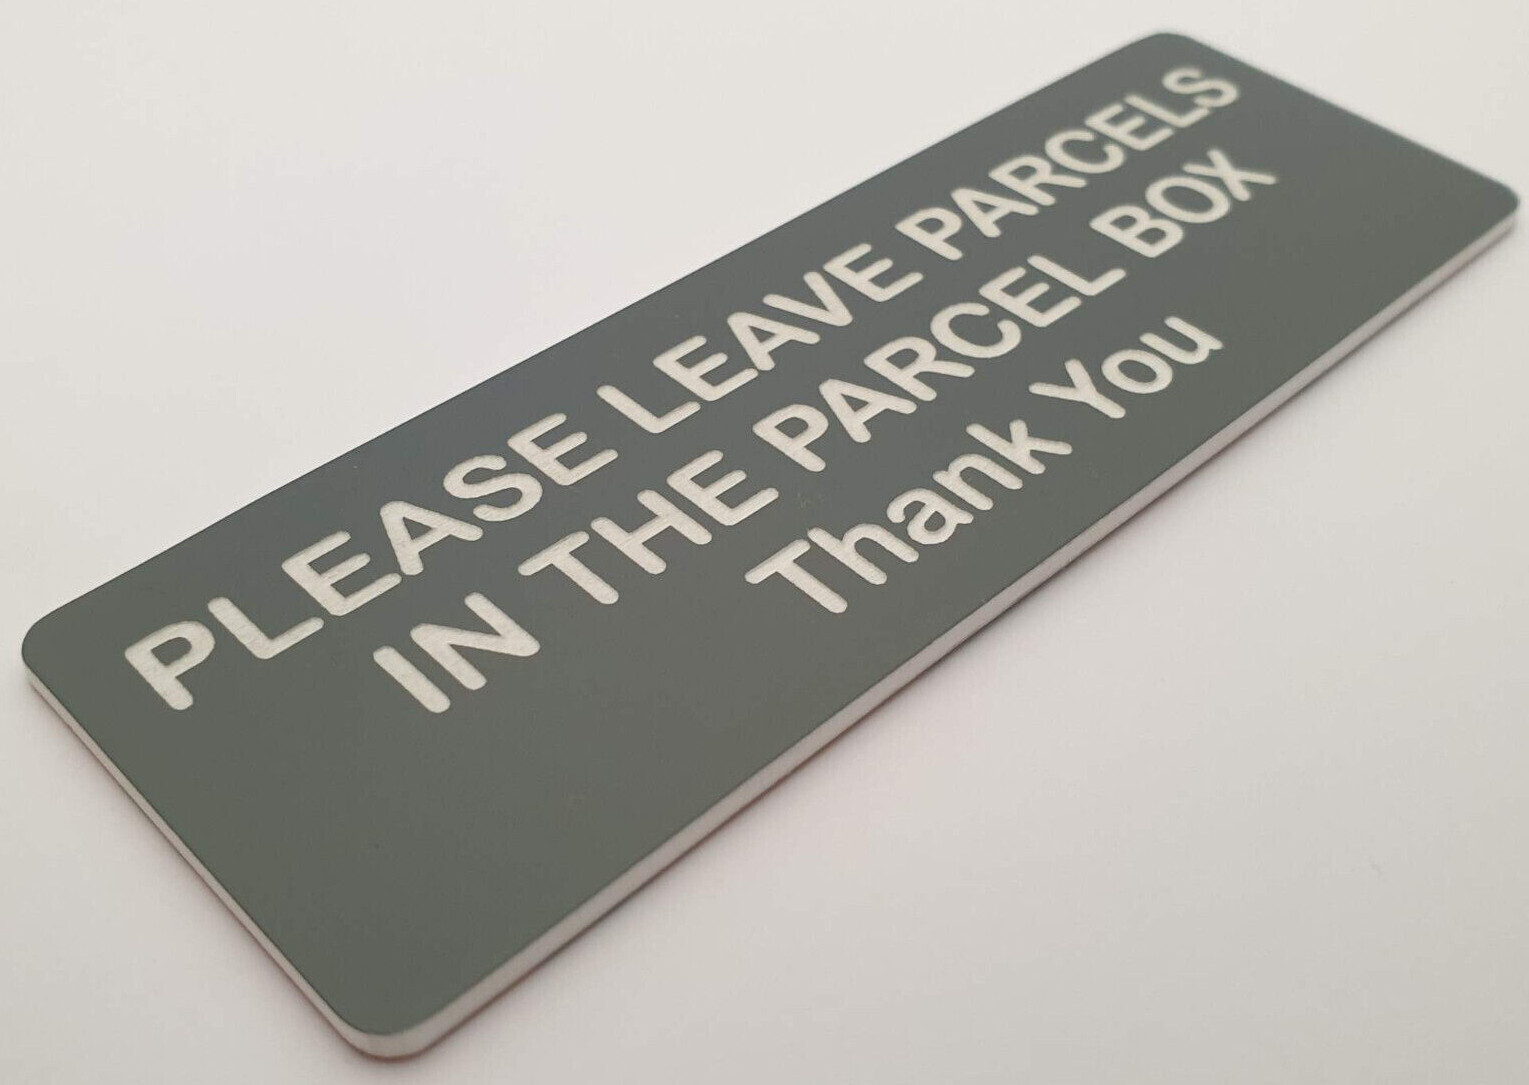 PLEASE LEAVE PARCELS
IN THE PARCEL BOX
Thank You